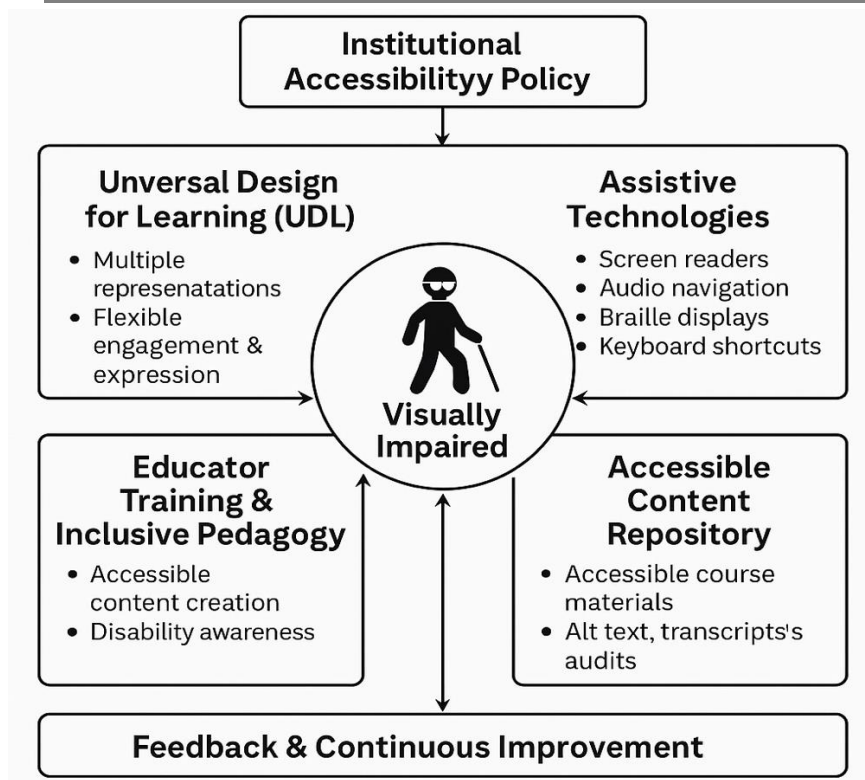 Institutional
Accessibilityy Policy
Unversal Design
for Learning (UDL)
• Multiple
represenatations
• Flexible
engagement &
expression
Assistive
Technologies
• Screen readers
• Audio navigation
• Braille displays
• Keyboard shortcuts
Visually
Impaired
Educator
Training &
Inclusive Pedagogy
• Accessible
content creation
• Disability awareness
Accessible
Content
Repository
• Accessible course
materials
• Alt text, transcripts's
audits
Feedback & Continuous Improvement